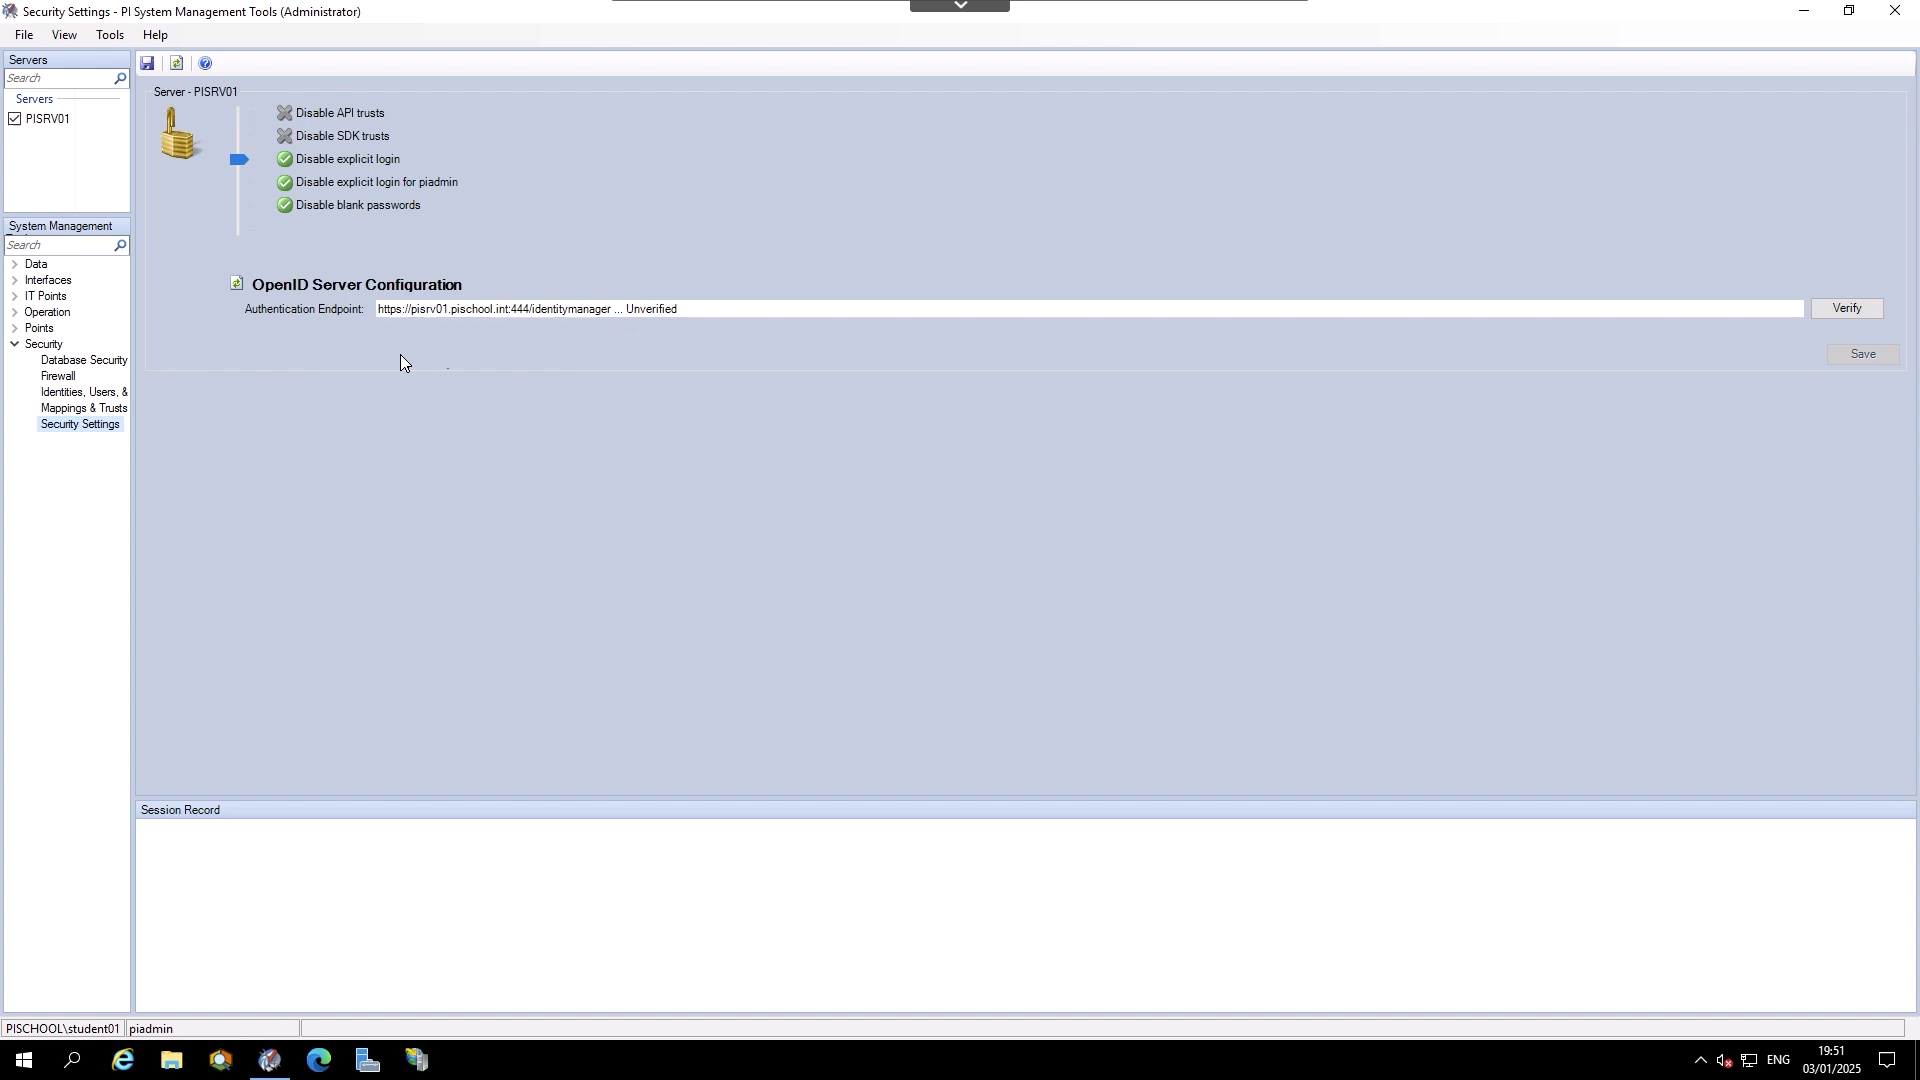 Security Settings - PI System Management Tools (Administrator)
File View Tools Help
Servers
Search
Servers
PISRV01
System Management
Search
Data
Interfaces
IT Points
Operation
Points
Security
Database Security
Firewall
Identities, Users, &
Mappings & Trusts
Security Settings
Server - PISRV01
Disable API trusts
Disable SDK trusts
Disable explicit login
Disable explicit login for piadmin
Disable blank passwords
OpenID Server Configuration
Authentication Endpoint: https://pisrv01.pischool.int:444/identitymanager ... Unverified Verify
Save
Session Record
PISCHOOL\student01 piadmin
ENG
19:51
03/01/2025